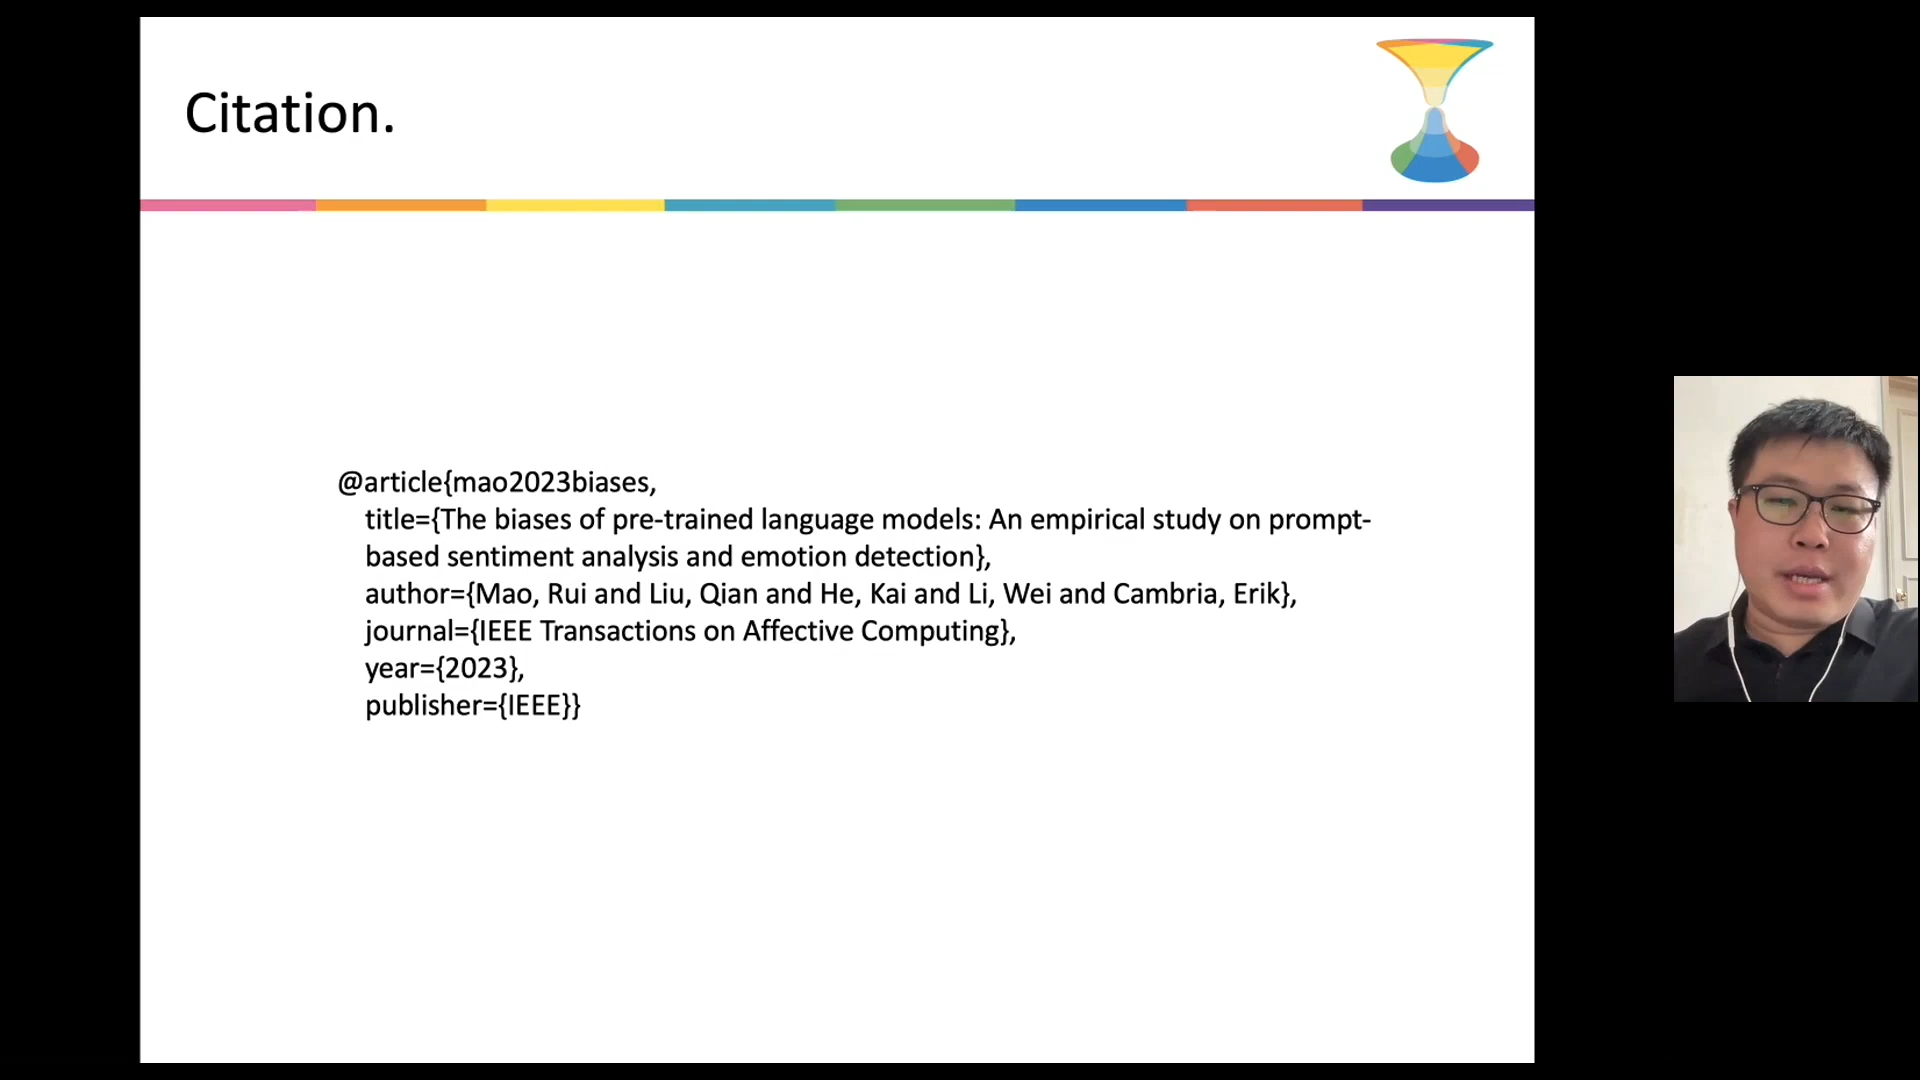 Citation.
@article{mao2023biases,
title={The biases of pre-trained language models: An empirical study on prompt-
based sentiment analysis and emotion detection},
author={Mao, Rui and Liu, Qian and He, Kai and Li, Wei and Cambria, Erik},
journal={IEEE Transactions on Affective Computing},
year={2023},
publisher={IEEE}}